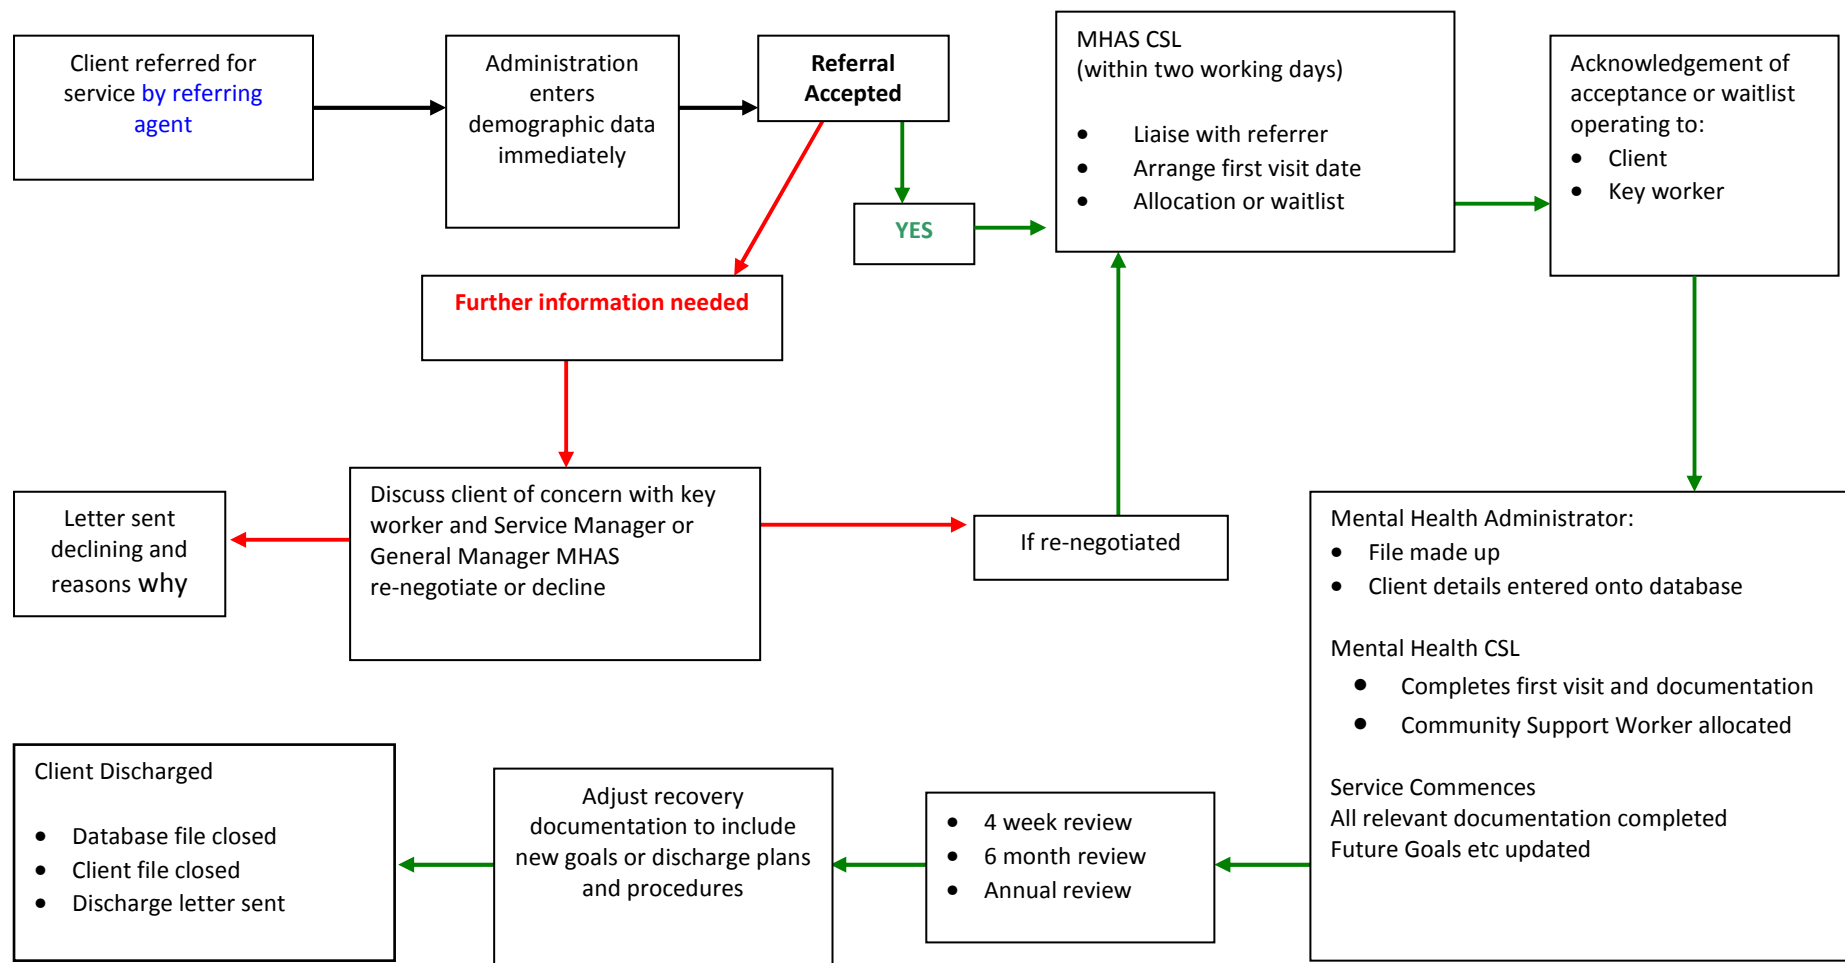 Client referred for
service by referring
agent
Administration
enters
demographic data
immediately
Referral
Accepted
MHAS CSL
(within two working days)
• Liaise with referrer
• Arrange first visit date
• Allocation or waitlist
Acknowledgement of
acceptance or waitlist
operating to:
• Client
• Key worker
YES
Further information needed
Letter sent
declining and
reasons why
Discuss client of concern with key
worker and Service Manager or
General Manager MHAS
re-negotiate or decline
If re-negotiated
Mental Health Administrator:
• File made up
• Client details entered onto database
Mental Health CSL
• Completes first visit and documentation
• Community Support Worker allocated
Service Commences
All relevant documentation completed
Future Goals etc updated
• 4 week review
• 6 month review
• Annual review
Adjust recovery
documentation to include
new goals or discharge plans
and procedures
Client Discharged
• Database file closed
• Client file closed
• Discharge letter sent